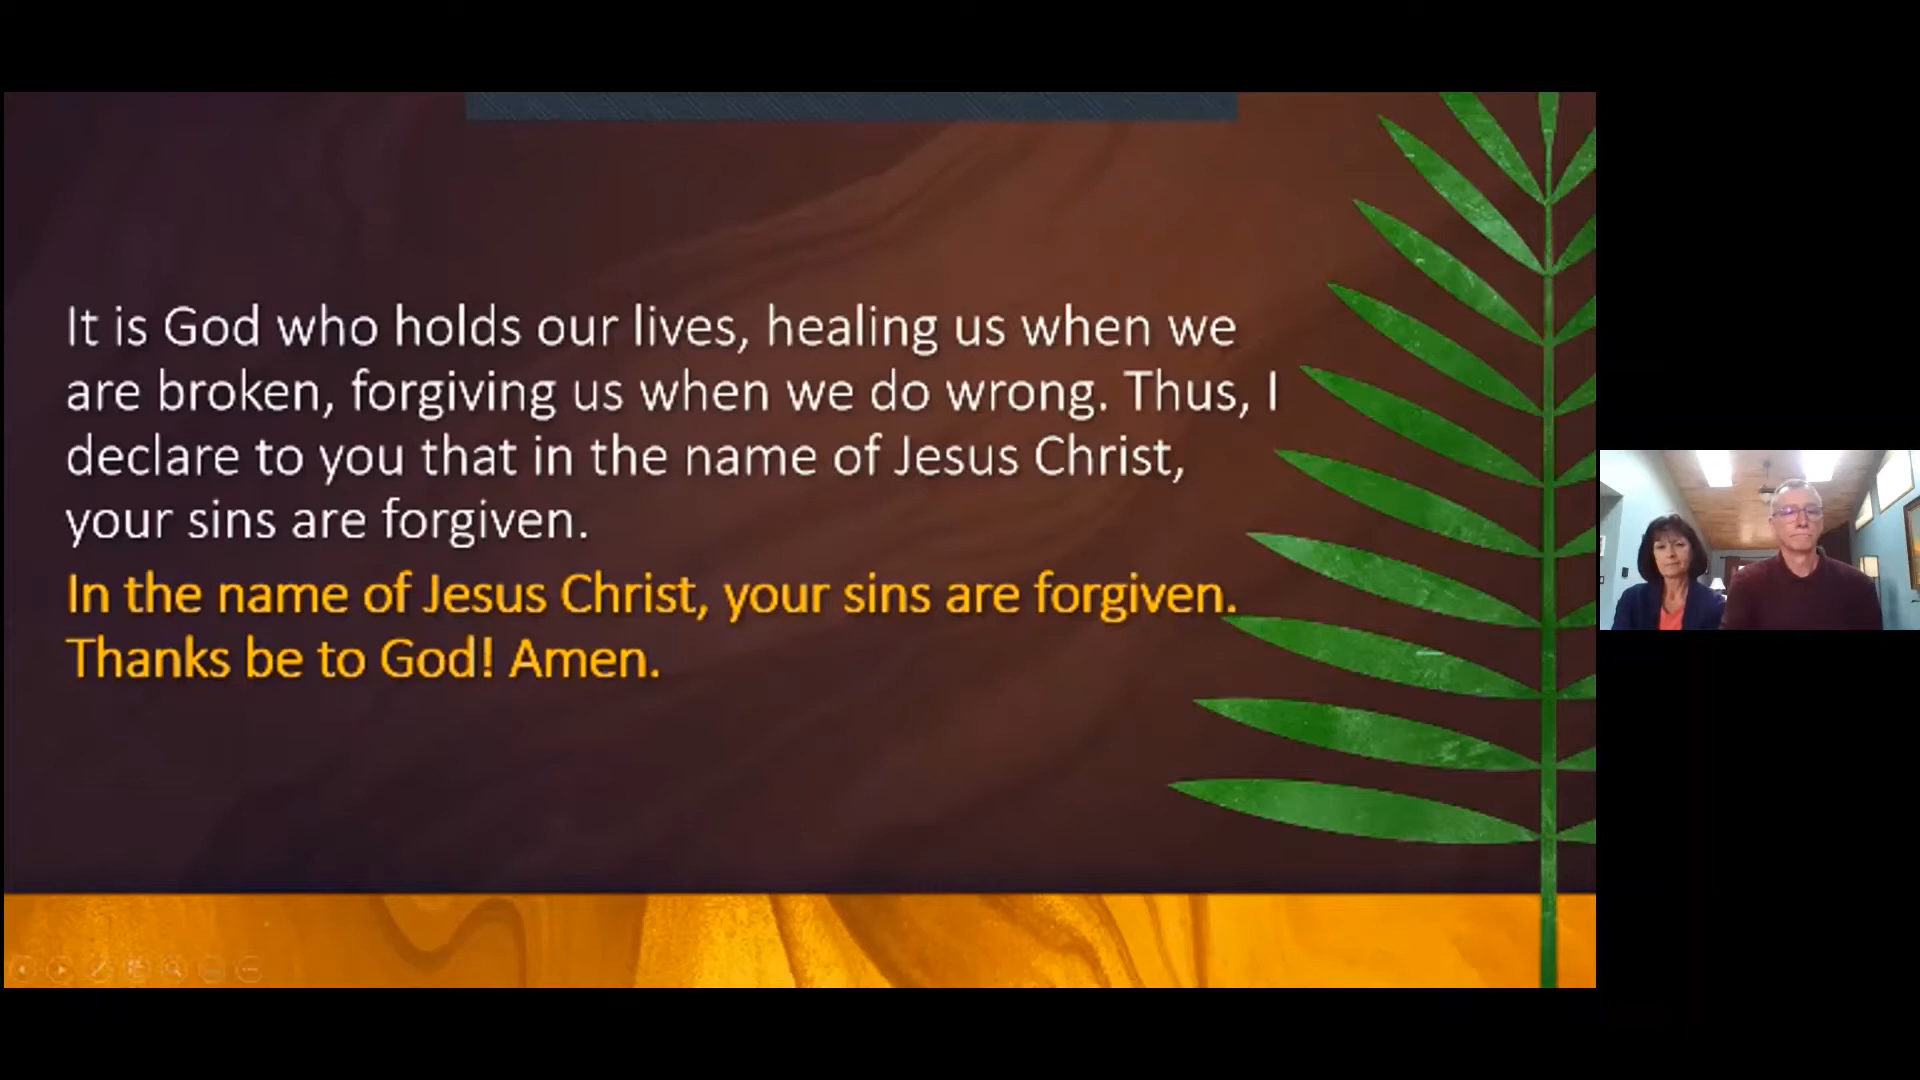 It is God who holds our lives, healing us when we
are broken, forgiving us when we do wrong. Thus, I
declare to you that in the name of Jesus Christ,
your sins are forgiven.
In the name of Jesus Christ, your sins are forgiven.
Thanks be to God! Amen.